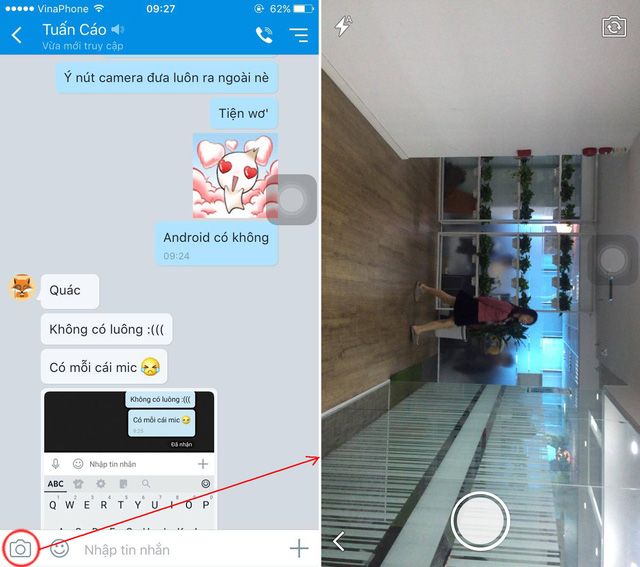 VinaPhone
09:27
62%
Tuấn Cáo
Vừa mới truy cập
Ý nút camera đưa luôn ra ngoài nè
Tiện wơ'
Android có không
09:24
Quác
Không có luông :(((
Có mỗi cái mic
Không có luông :(((
Có mỗi cái mic
9:25
Đã nhận
Nhập tin nhắn
ABC
Q W E R T Y U I O P
Nhập tin nhắn